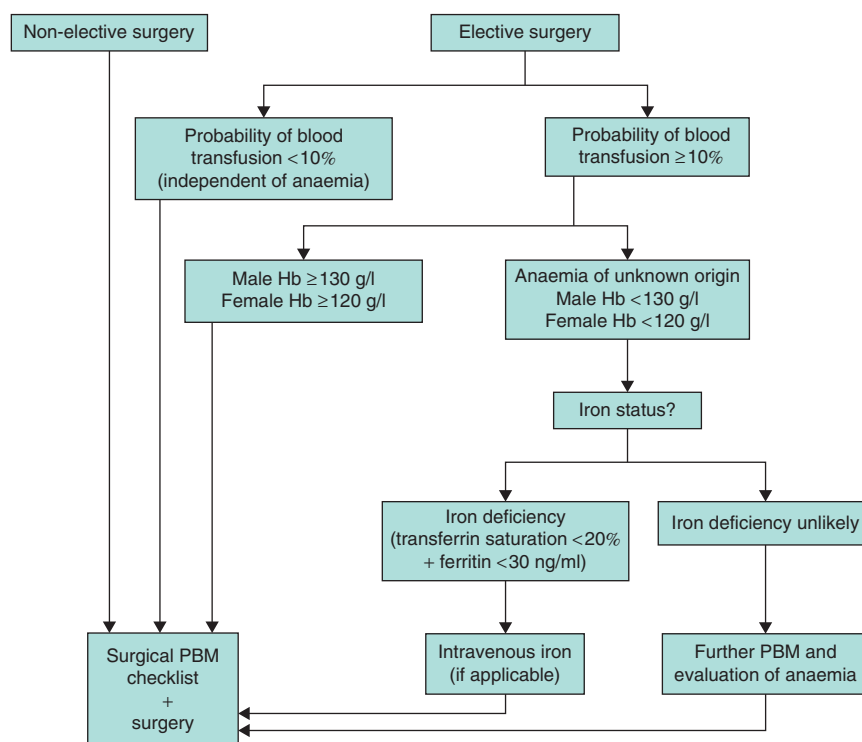 Non-elective surgery
Elective surgery
Probability of blood
transfusion <10%
(independent of anaemia)
Probability of blood
transfusion ≥10%
Male Hb ≥130 g/l
Female Hb ≥120 g/l
Anaemia of unknown origin
Male Hb <130 g/l
Female Hb <120 g/l
Iron status?
Iron deficiency
(transferrin saturation <20%
+ ferritin <30 ng/ml)
Iron deficiency unlikely
Surgical PBM
checklist
+
surgery
Intravenous iron
(if applicable)
Further PBM and
evaluation of anaemia